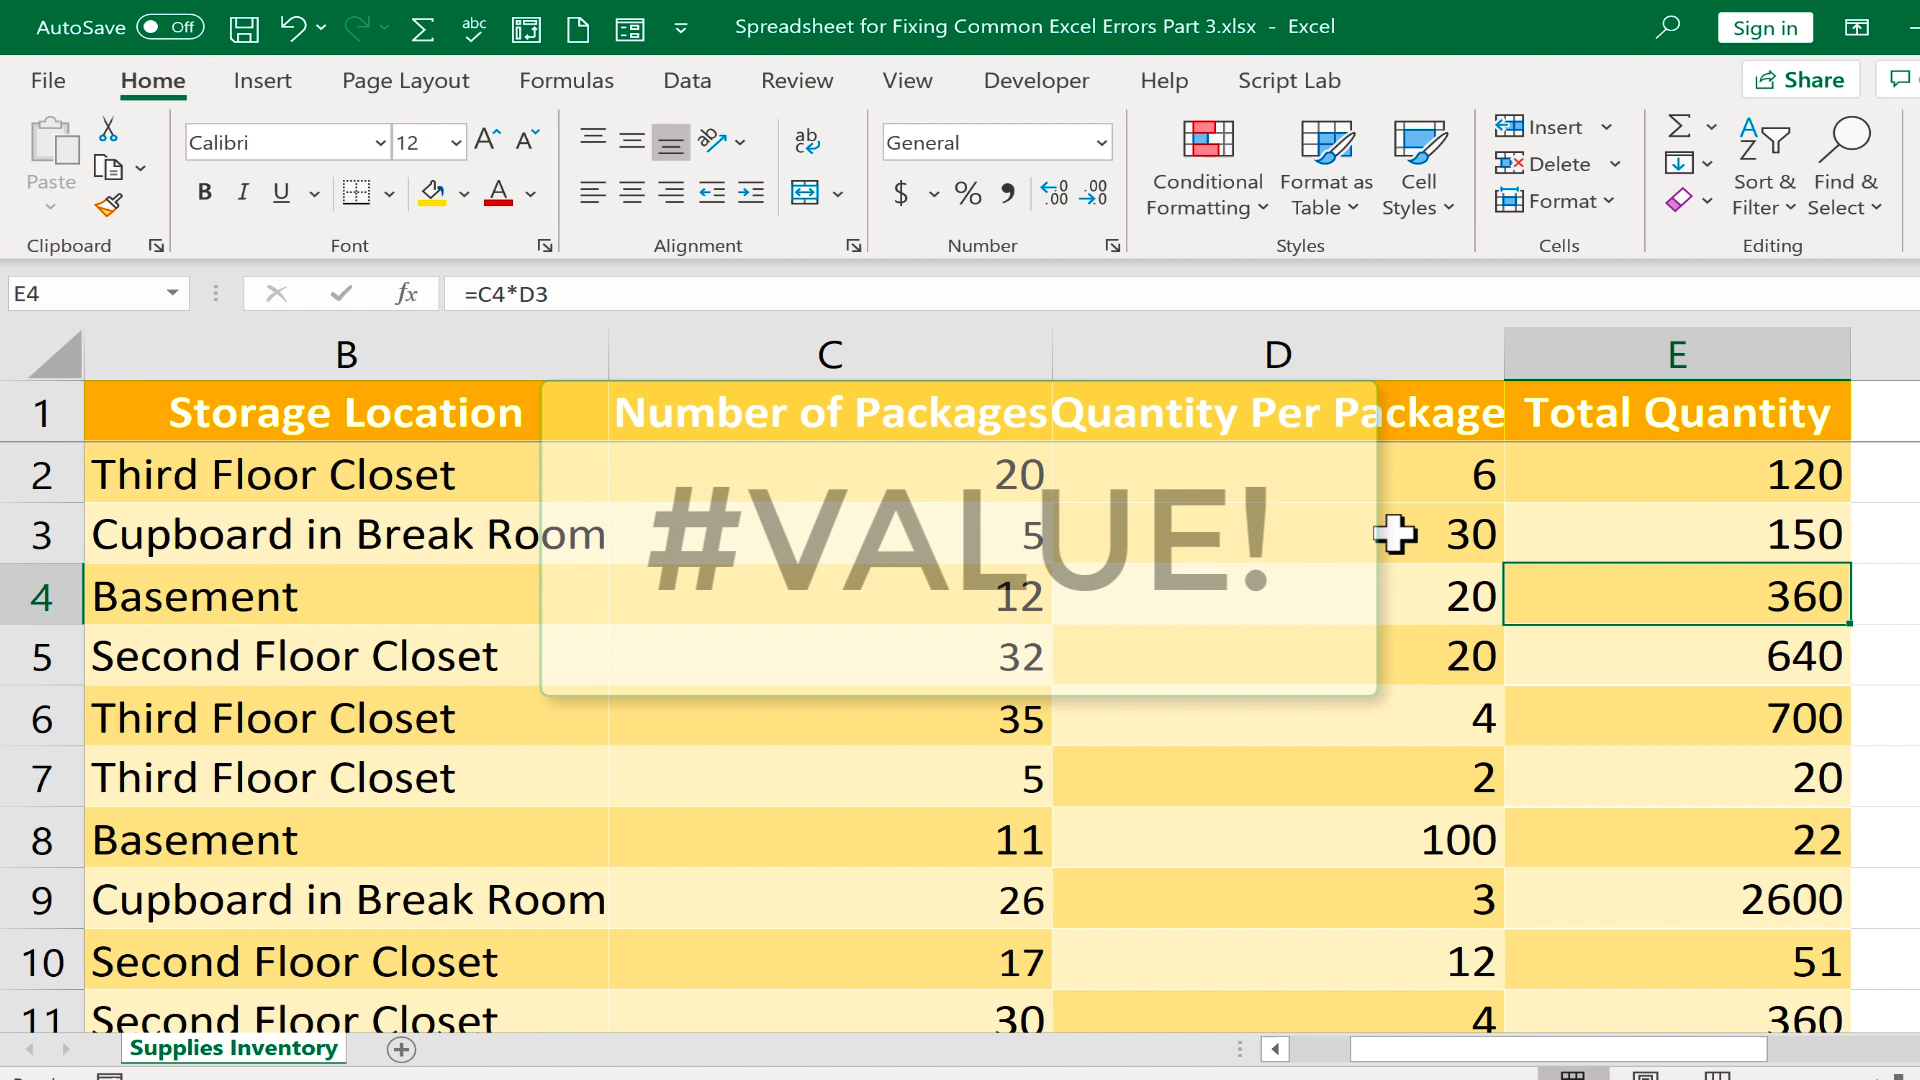 AutoSave Off abc Spreadsheet for Fixing Common Excel Errors Part 3.xlsx - Excel Sign in
File Home Insert Page Layout Formulas Data Review View Developer Help Script Lab Share
Paste
Calibri 12 A A
B I U A
ab
General
$ % 9 .00 .00
Conditional Formatting
Format as Table
Cell Styles
Insert
Delete
Format
Sort & Filter
Find & Select
Clipboard Font Alignment Number Styles Cells Editing
E4 fx =C4*D3
B C D E
1 Storage Location Number of Packages Quantity Per Package Total Quantity
2 Third Floor Closet 20 6 120
3 Cupboard in Break Room 5 30 150
#VALUE!
4 Basement 12 20 360
5 Second Floor Closet 32 20 640
6 Third Floor Closet 35 4 700
7 Third Floor Closet 5 2 20
8 Basement 11 100 22
9 Cupboard in Break Room 26 3 2600
10 Second Floor Closet 17 12 51
11 Second Floor Closet 30 4 360
Supplies Inventory